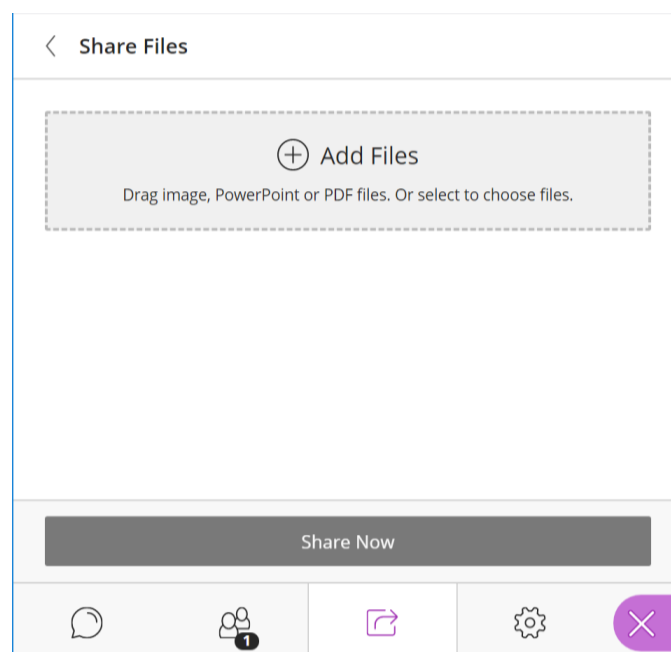 Share Files
Add Files
Drag image, PowerPoint or PDF files. Or select to choose files.
Share Now
1